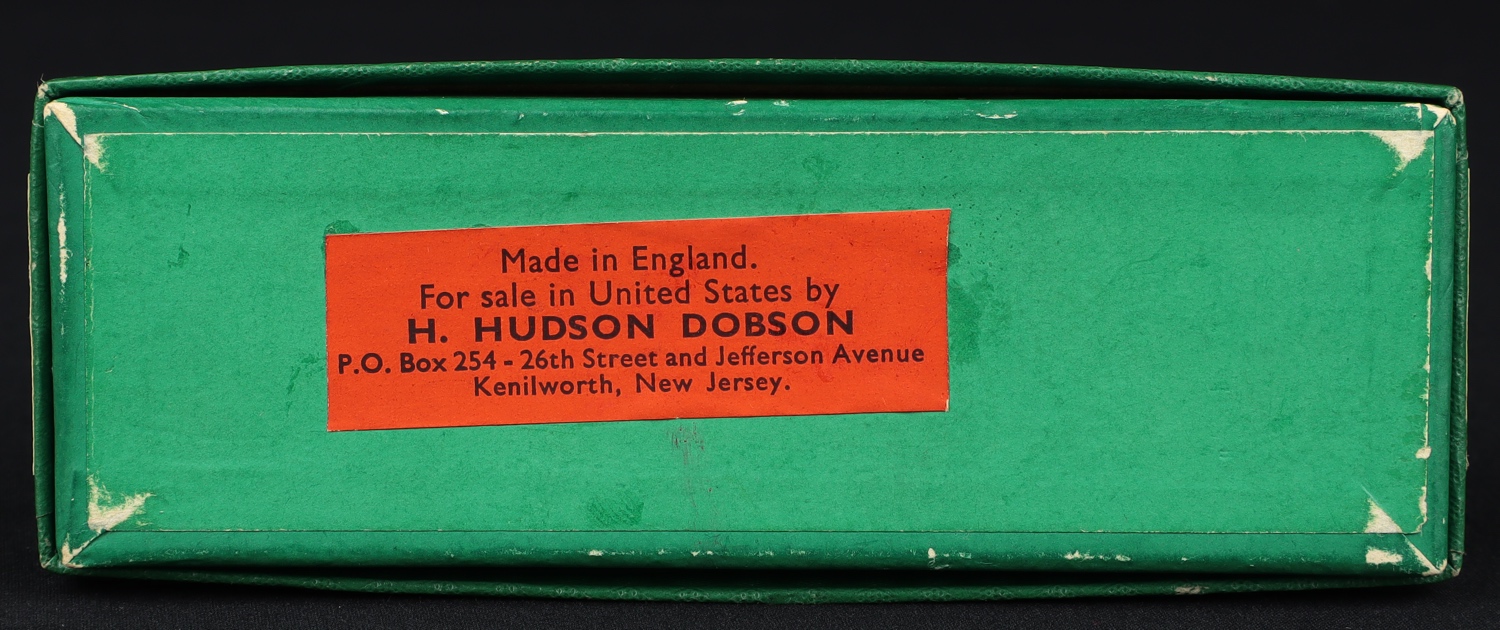 Made in England.
For sale in United States by
H. HUDSON DOBSON
P.O. Box 254 - 26th Street and Jefferson Avenue
Kenilworth, New Jersey.